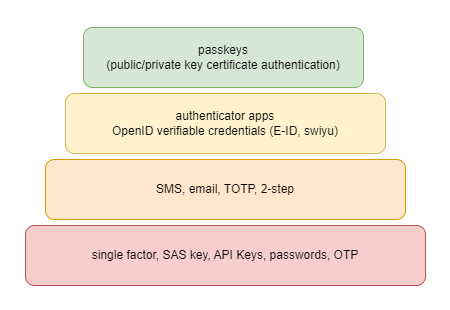 passkeys
(public/private key certificate authentication)
authenticator apps
OpenID verifiable credentials (E-ID, swiyu)
SMS, email, TOTP, 2-step
single factor, SAS key, API Keys, passwords, OTP